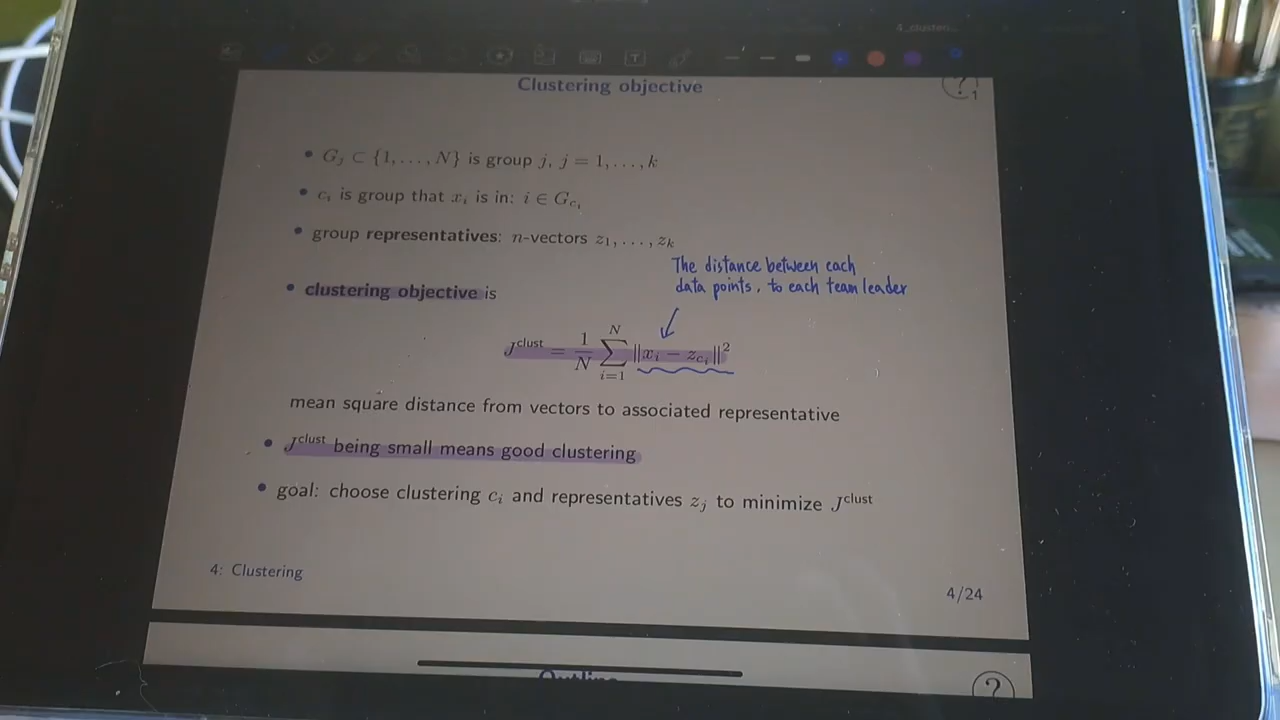 4_clusteri...
T
Clustering objective
?
1
• G_j ⊂ {1, . . . , N} is group j, j = 1, . . . , k
• c_i is group that x_i is in: i ∈ G_{c_i}
• group representatives: n-vectors z_1, . . . , z_k
The distance between each
data points, to each team leader
• clustering objective is
J^clust = 1/N ∑_{i=1}^{N} ‖x_i − z_{c_i}‖^2
mean square distance from vectors to associated representative
• J^clust being small means good clustering
• goal: choose clustering c_i and representatives z_j to minimize J^clust
4: Clustering
4/24
Outline
?